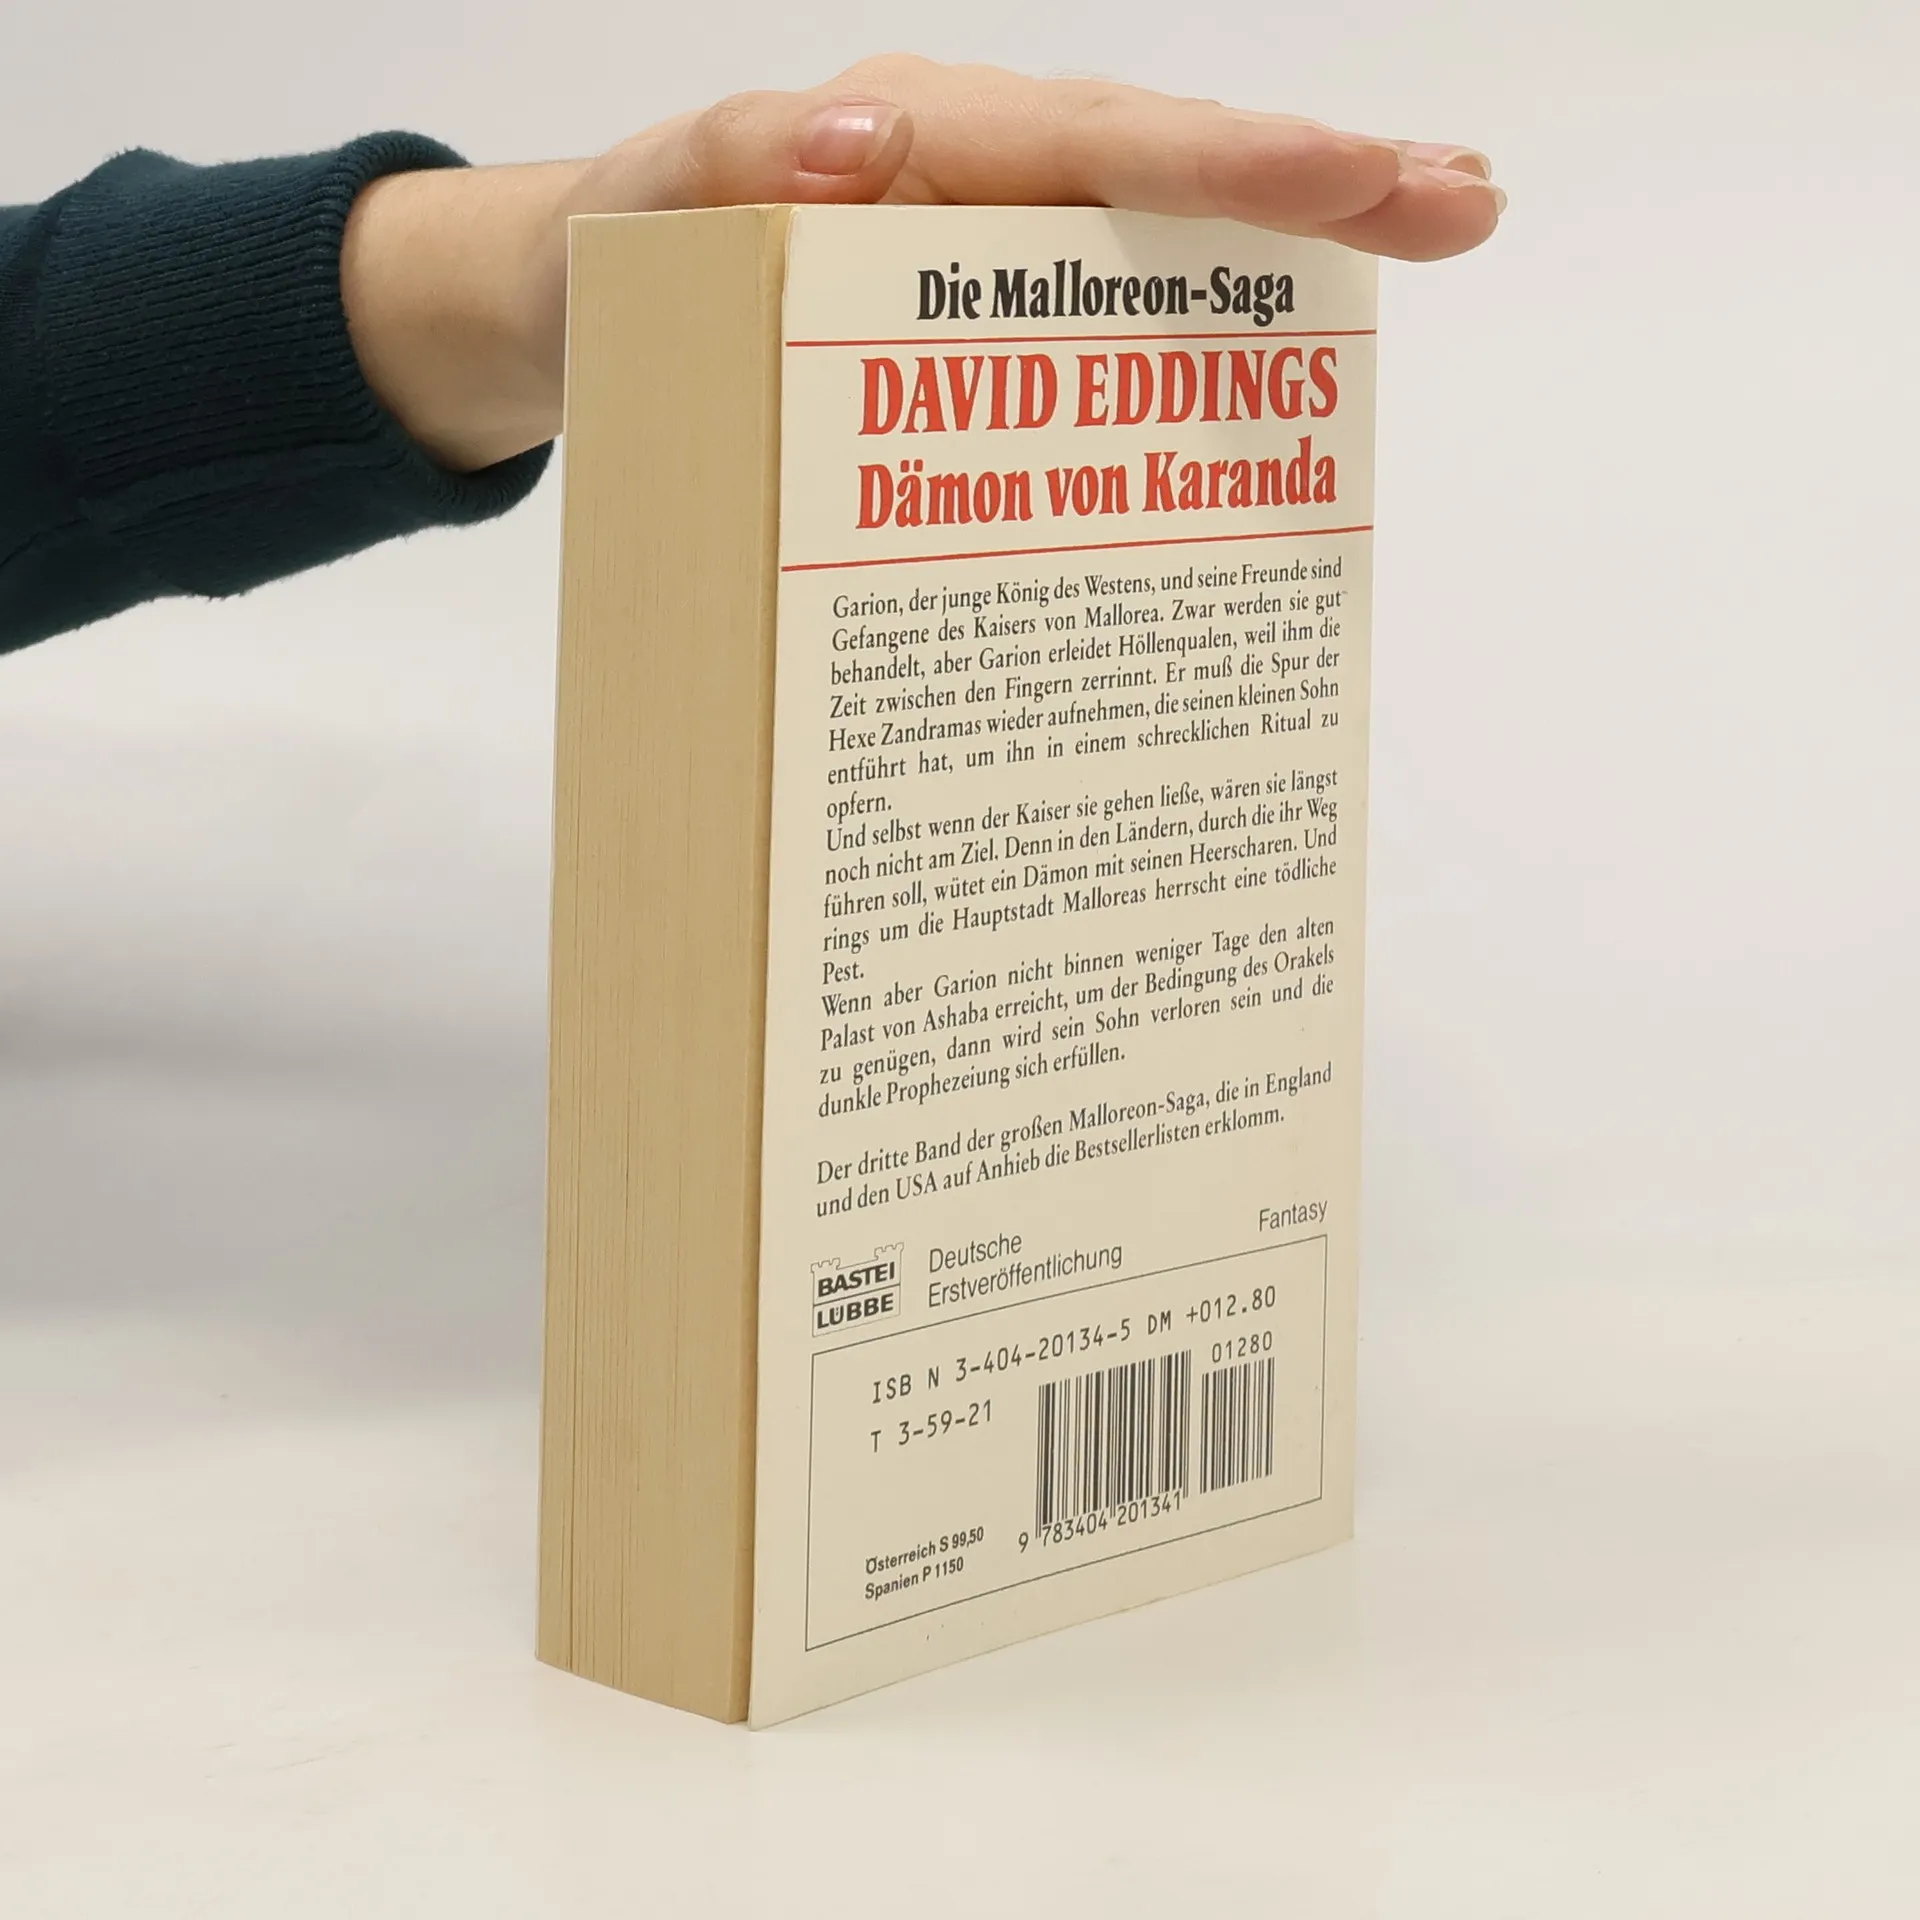 Die Malloreon-Saga
DAVID EDDINGS
Dämon von Karanda
Garion, der junge König des Westens, und seine Freunde sind
Gefangene des Kaisers von Mallorea. Zwar werden sie gut
behandelt, aber Garion erleidet Höllenqualen, weil ihm die
Zeit zwischen den Fingern zerrinnt. Er muß die Spur der
Hexe Zandramas wieder aufnehmen, die seinen kleinen Sohn
entführt hat, um ihn in einem schrecklichen Ritual zu
opfern.
Und selbst wenn der Kaiser sie gehen ließe, wären sie längst
noch nicht am Ziel. Denn in den Ländern, durch die ihr Weg
führen soll, wütet ein Dämon mit seinen Heerscharen. Und
rings um die Hauptstadt Malloreas herrscht eine tödliche
Pest.
Wenn aber Garion nicht binnen weniger Tage den alten
Palast von Ashaba erreicht, um der Bedingung des Orakels
zu genügen, dann wird sein Sohn verloren sein und die
dunkle Prophezeiung sich erfüllen.
Der dritte Band der großen Malloreon-Saga, die in England
und den USA auf Anhieb die Bestsellerlisten erklomm.
BASTEI
LÜBBE
Deutsche
Erstveröffentlichung
Fantasy
ISB N 3-404-20134-5 DM +012.80
T 3-59-21
01280
9 783404 201341
Österreich S 99,50
Spanien P 1150